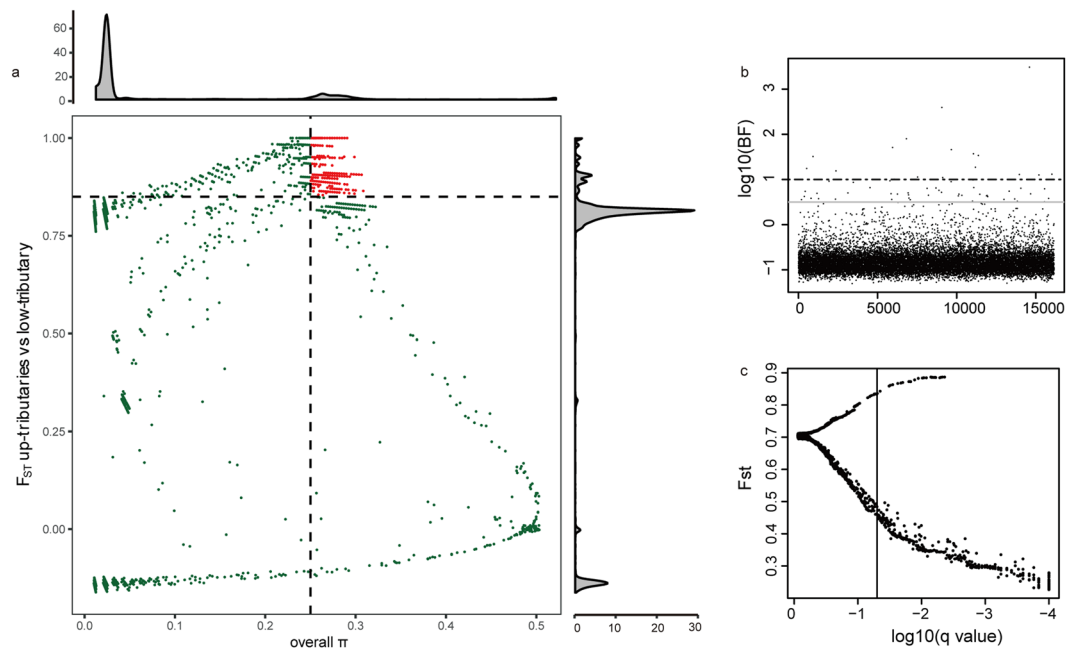 a
60
40
20
0
1.00
0.75
0.50
0.25
0.00
F_ST up-tributaries vs low-tributary
0.0 0.1 0.2 0.3 0.4 0.5
overall π
0 10 20 30
b
3
2
1
0
−1
log10(BF)
0 5000 10000 15000
c
0.9
0.8
0.7
0.6
0.5
0.4
0.3
Fst
0 -1 -2 -3 -4
log10(q value)